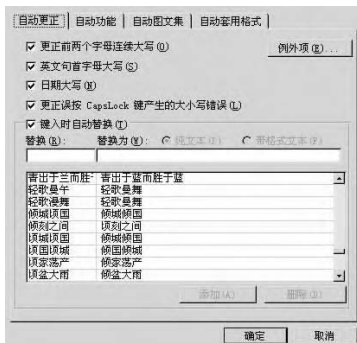 自动更正 自动功能 自动图文集 自动套用格式
更正前两个字母连续大写(O) 例外项(E)...
英文句首字母大写(S)
日期大写(N)
更正误按 CapsLock 键产生的大小写错误(L)
键入时自动替换(T)
替换(R): 替换为(W): 纯文本 带格式文本(F)
青出于兰而胜 青出于蓝而胜于蓝
轻歌曼午 轻歌曼舞
轻歌漫舞 轻歌曼舞
倾城顷国 倾城倾国
倾刻之间 顷刻之间
顷城顷国 倾城倾国
顷国顷城 倾国倾城
顷家荡产 倾家荡产
顷盆大雨 倾盆大雨
添加(A) 删除(D)
确定 取消